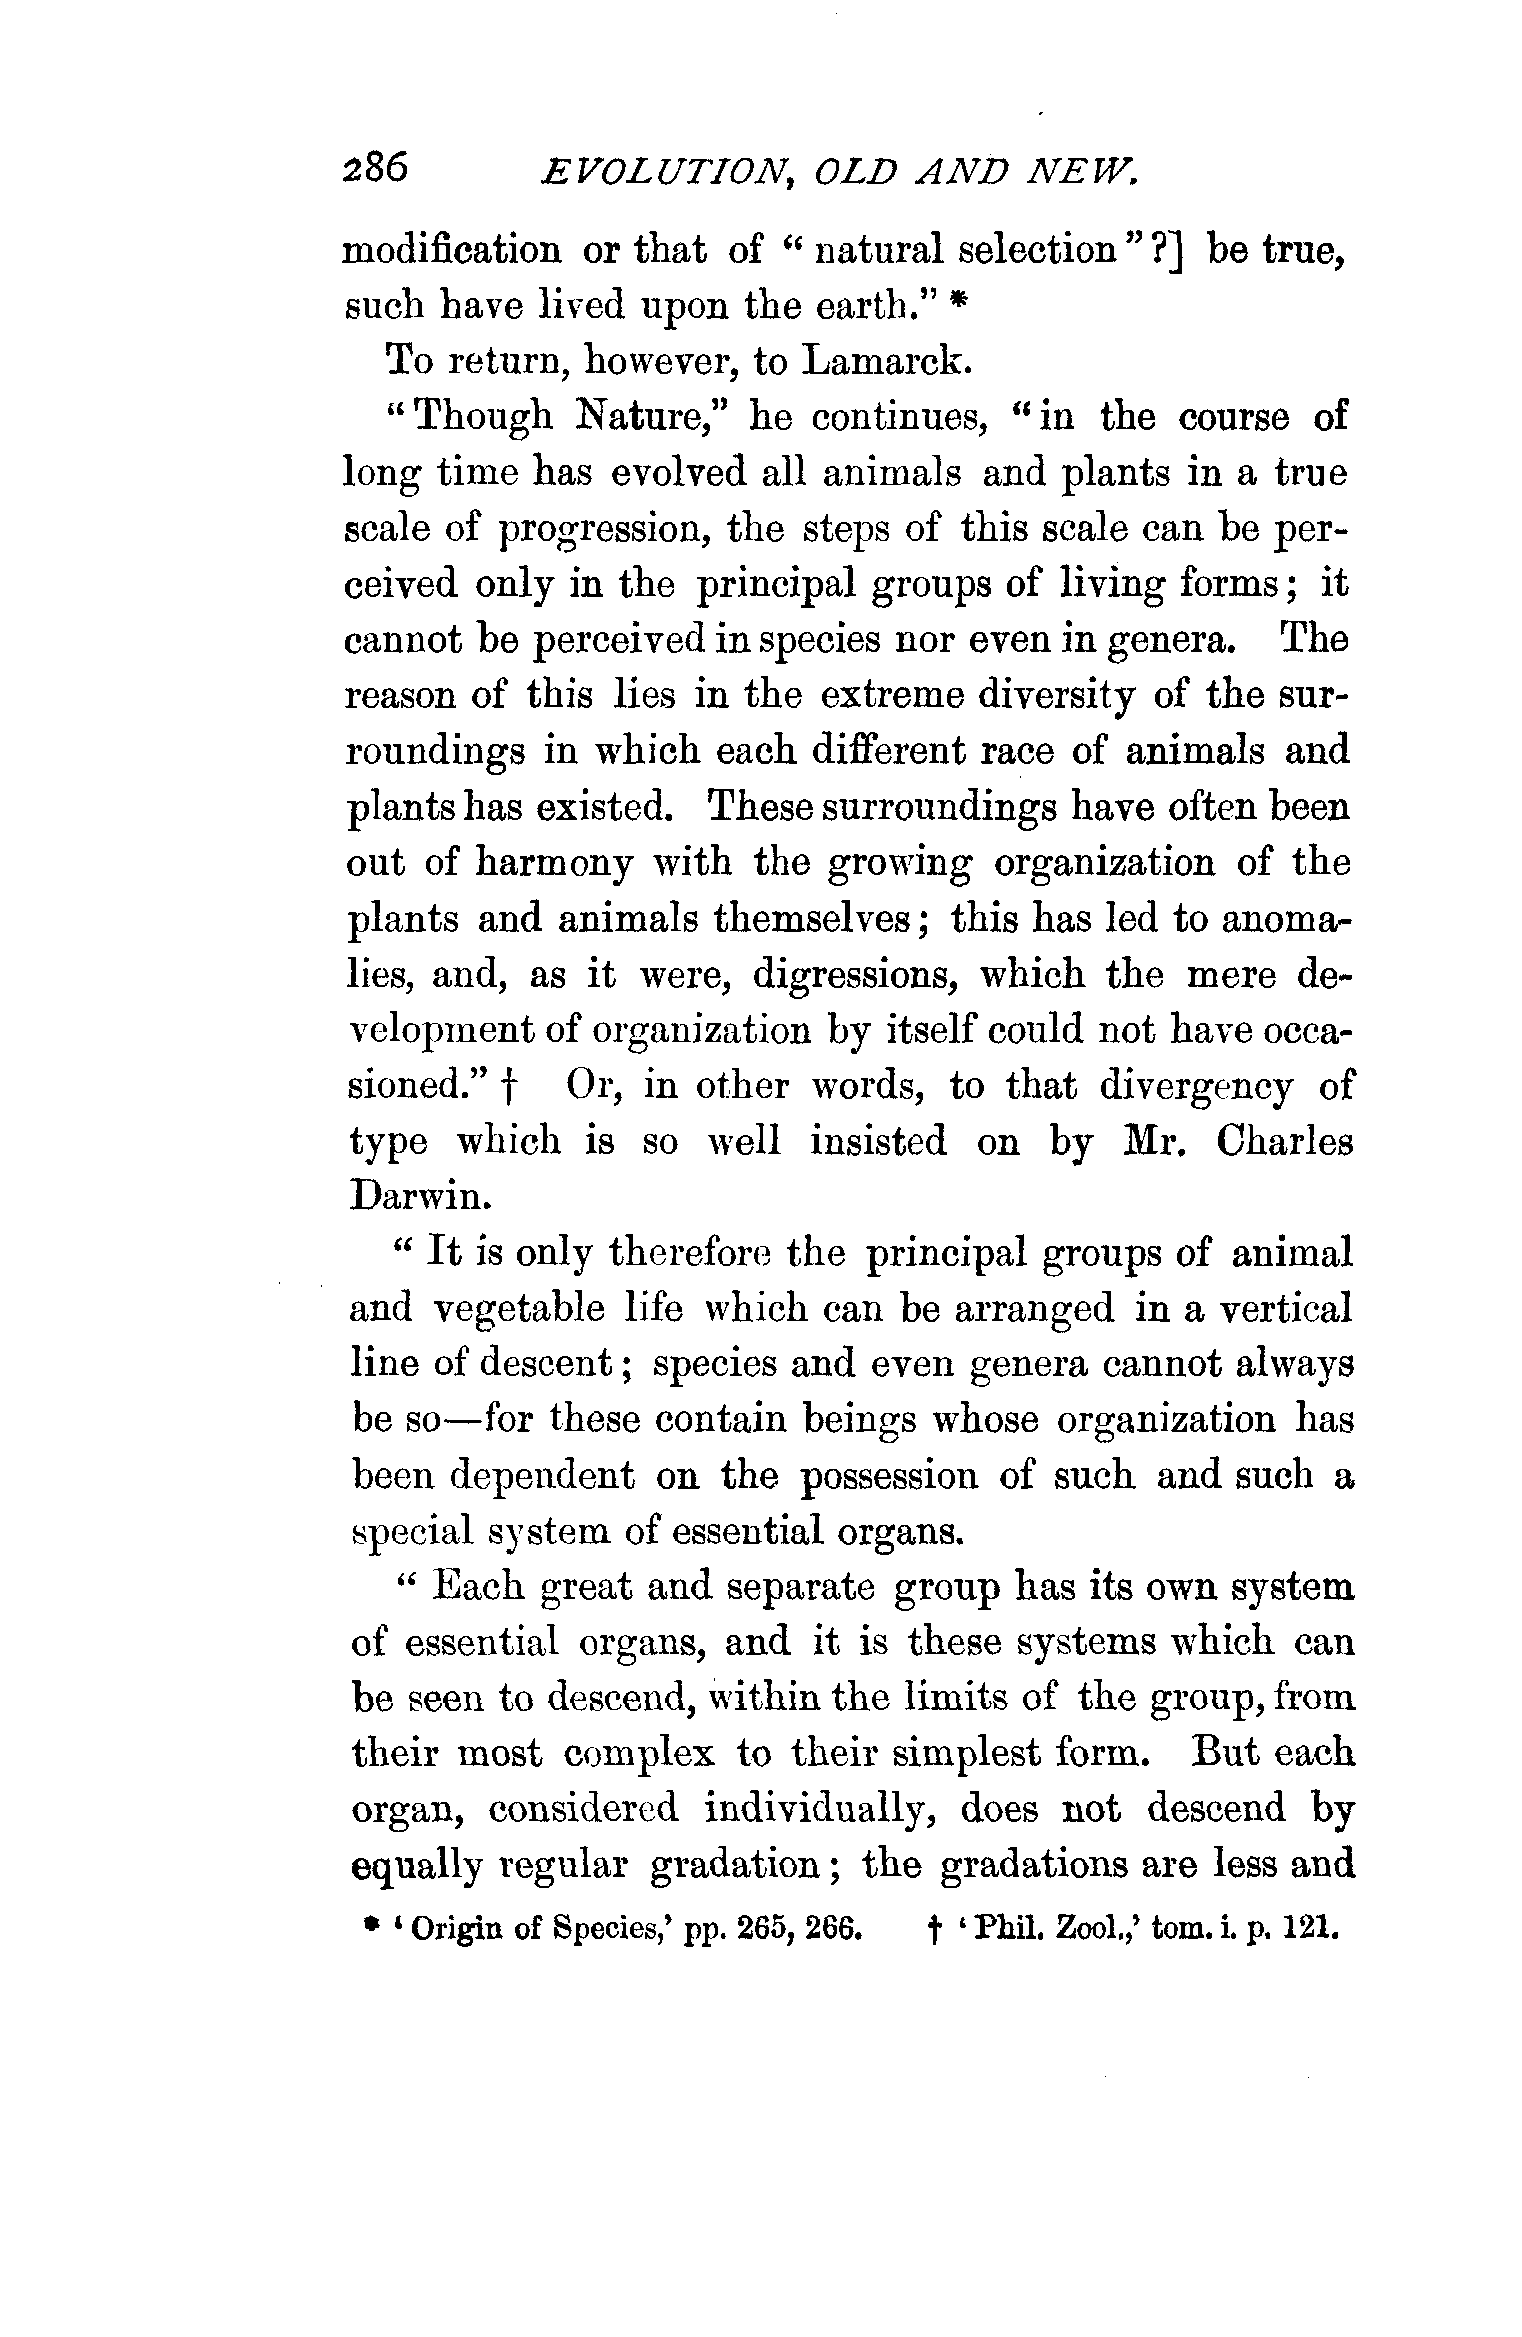 286 EVOLUTION, OLD AND NEW.
modification or that of “ natural selection ” ?] be true,
such have lived upon the earth.” *
To return, however, to Lamarck.
“ Though Nature,” he continues, “ in the course of
long time has evolved all animals and plants in a true
scale of progression, the steps of this scale can be per-
ceived only in the principal groups of living forms ; it
cannot be perceived in species nor even in genera. The
reason of this lies in the extreme diversity of the sur-
roundings in which each different race of animals and
plants has existed. These surroundings have often been
out of harmony with the growing organization of the
plants and animals themselves ; this has led to anoma-
lies, and, as it were, digressions, which the mere de-
velopment of organization by itself could not have occa-
sioned.” † Or, in other words, to that divergency of
type which is so well insisted on by Mr. Charles
Darwin.
“ It is only therefore the principal groups of animal
and vegetable life which can be arranged in a vertical
line of descent ; species and even genera cannot always
be so—for these contain beings whose organization has
been dependent on the possession of such and such a
special system of essential organs.
“ Each great and separate group has its own system
of essential organs, and it is these systems which can
be seen to descend, within the limits of the group, from
their most complex to their simplest form. But each
organ, considered individually, does not descend by
equally regular gradation ; the gradations are less and
* ‘ Origin of Species,’ pp. 265, 266. † ‘ Phil. Zool.,’ tom. i. p. 121.